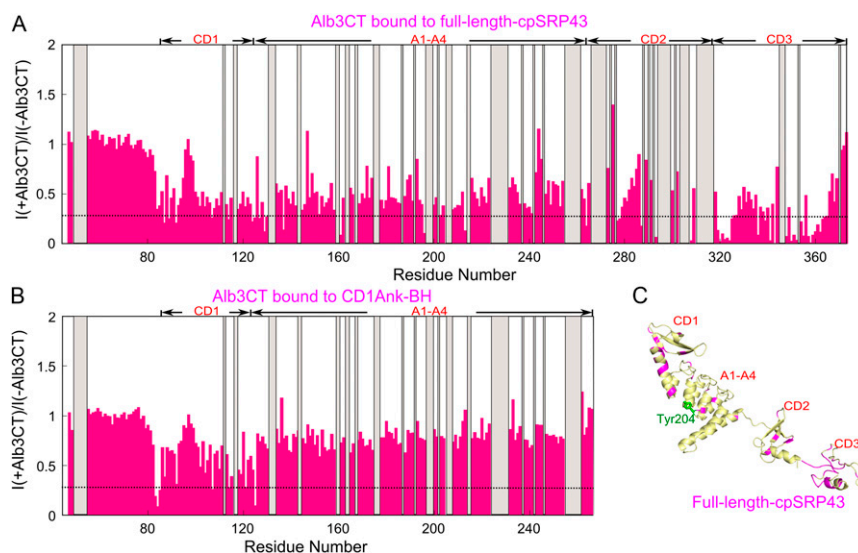 A
Alb3CT bound to full-length-cpSRP43
CD1 A1-A4 CD2 CD3
I(+Alb3CT)/I(-Alb3CT)
2
1.5
1
0.5
0
80 120 160 200 240 280 320 360
Residue Number
B
Alb3CT bound to CD1Ank-BH
CD1 A1-A4
I(+Alb3CT)/I(-Alb3CT)
2
1.5
1
0.5
0
80 120 160 200 240
Residue Number
C
CD1
A1-A4
Tyr204
CD2
CD3
Full-length-cpSRP43